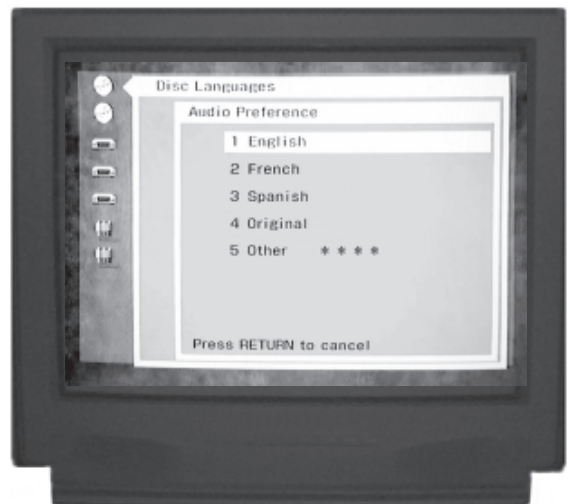 Disc Languages
Audio Preference
1 English
2 French
3 Spanish
4 Original
5 Other * * * *
Press RETURN to cancel